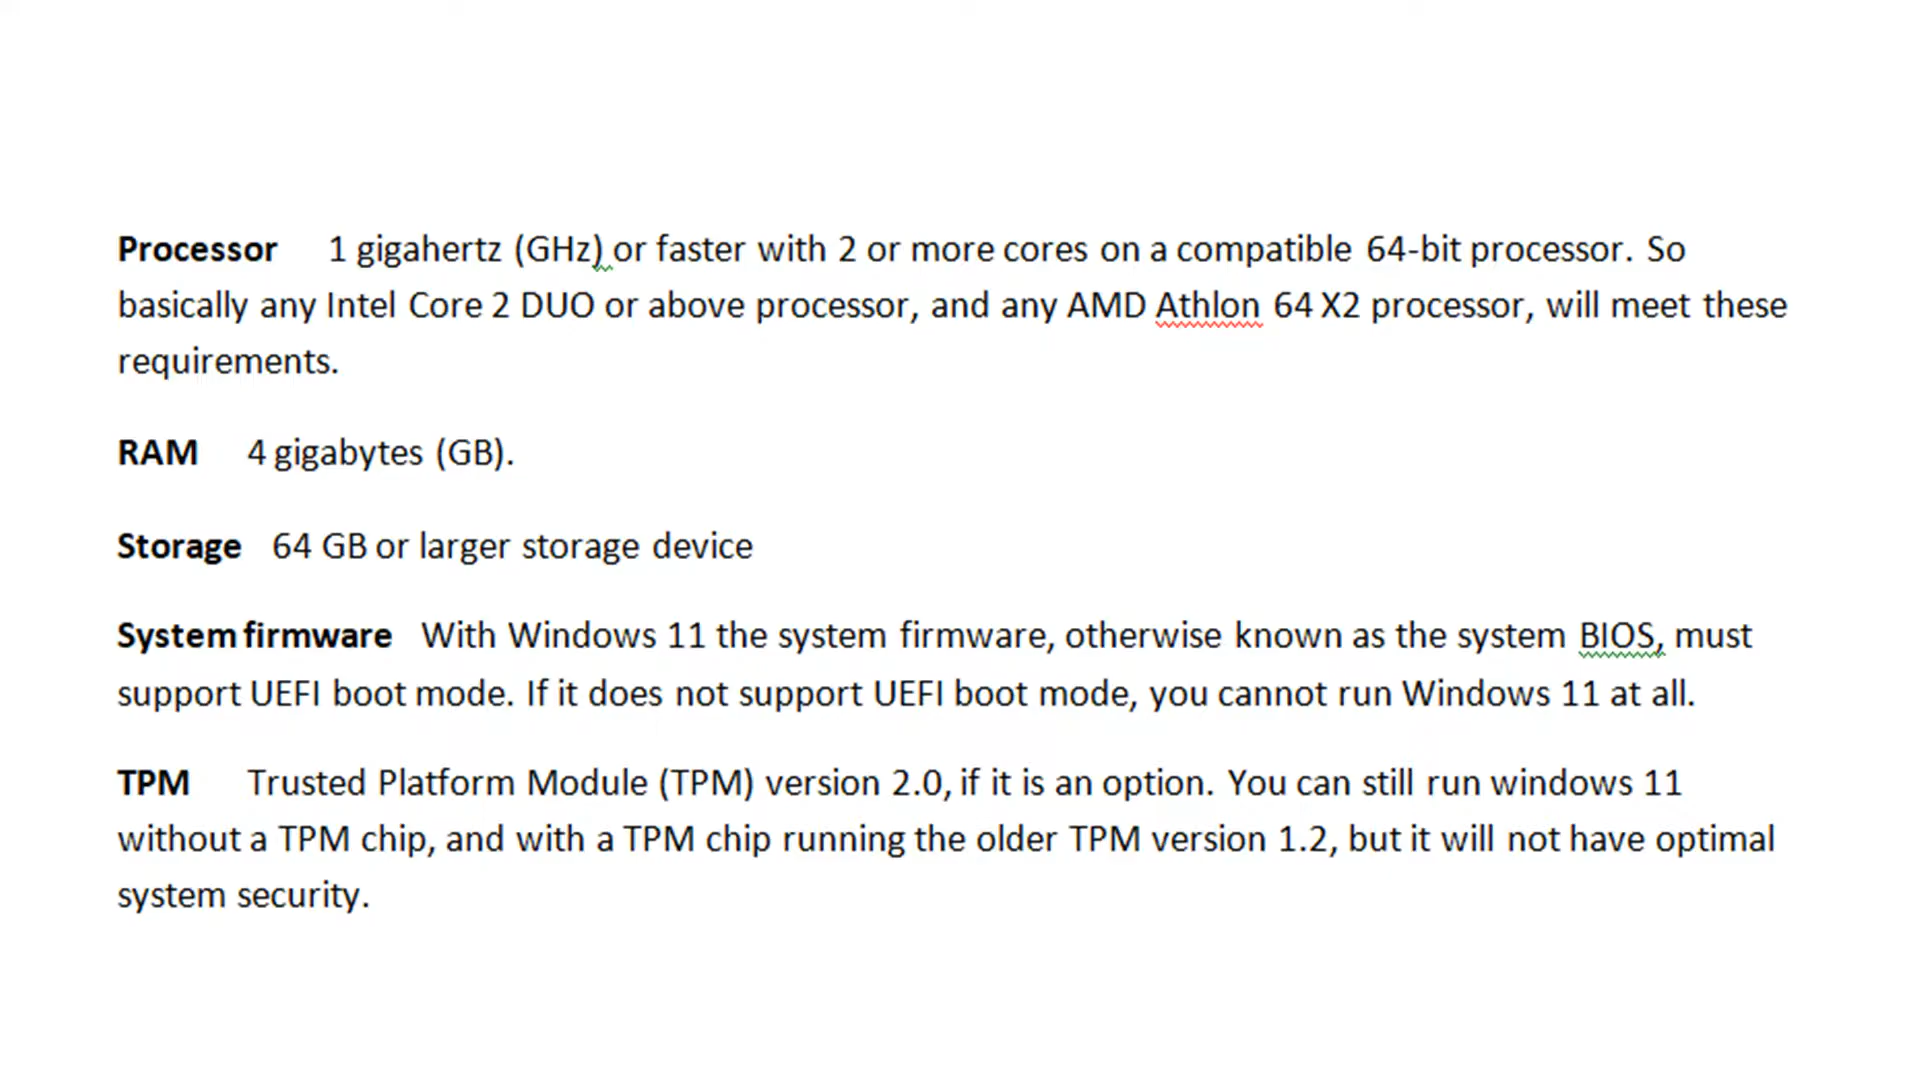 Processor 1 gigahertz (GHz) or faster with 2 or more cores on a compatible 64-bit processor. So
basically any Intel Core 2 DUO or above processor, and any AMD Athlon 64 X2 processor, will meet these
requirements.
RAM 4 gigabytes (GB).
Storage 64 GB or larger storage device
System firmware With Windows 11 the system firmware, otherwise known as the system BIOS, must
support UEFI boot mode. If it does not support UEFI boot mode, you cannot run Windows 11 at all.
TPM Trusted Platform Module (TPM) version 2.0, if it is an option. You can still run windows 11
without a TPM chip, and with a TPM chip running the older TPM version 1.2, but it will not have optimal
system security.